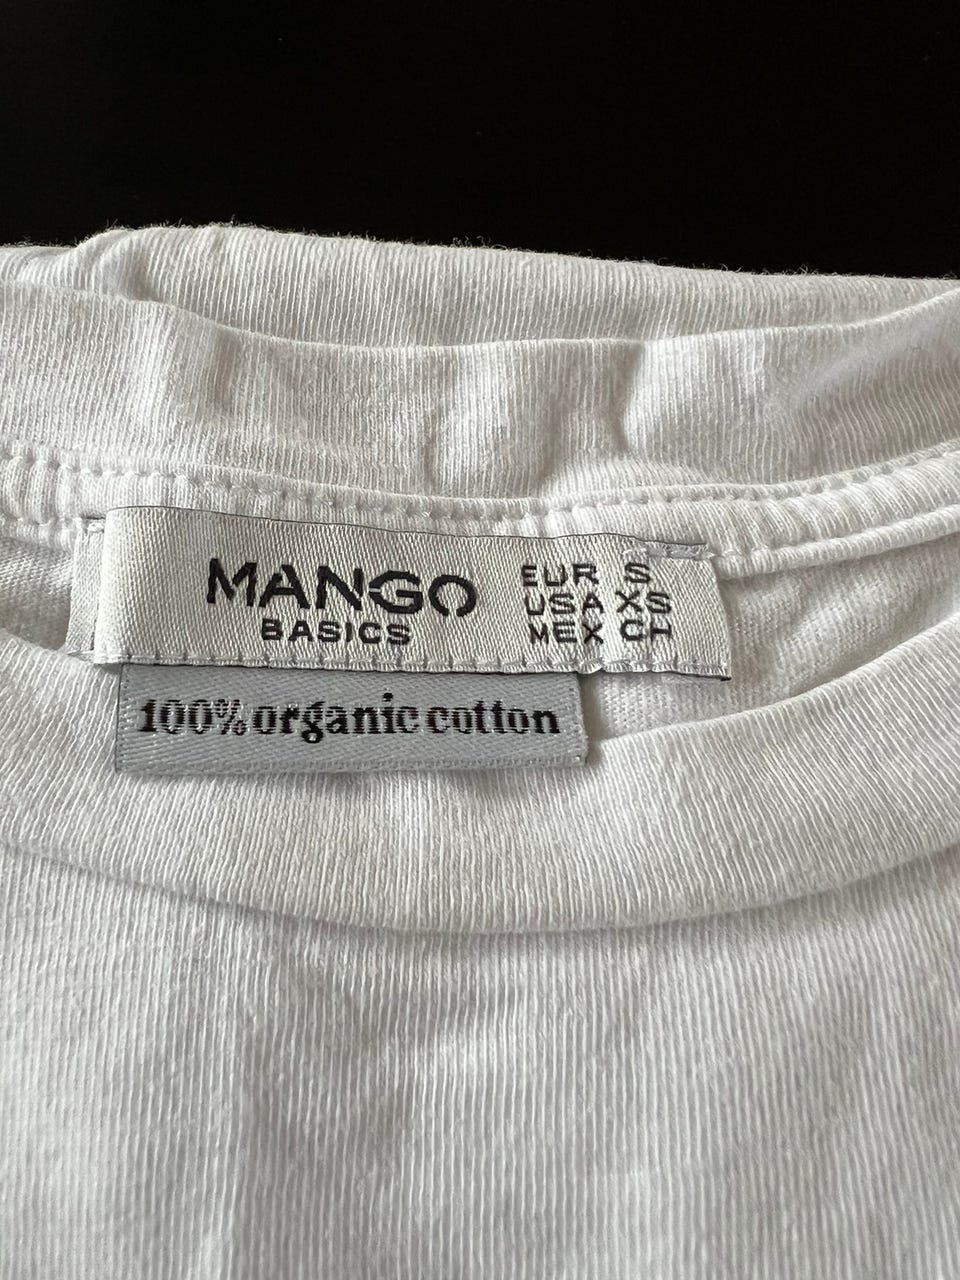 MANGO
BASICS
EUR S
USA XS
MEX CH
100% organic cotton